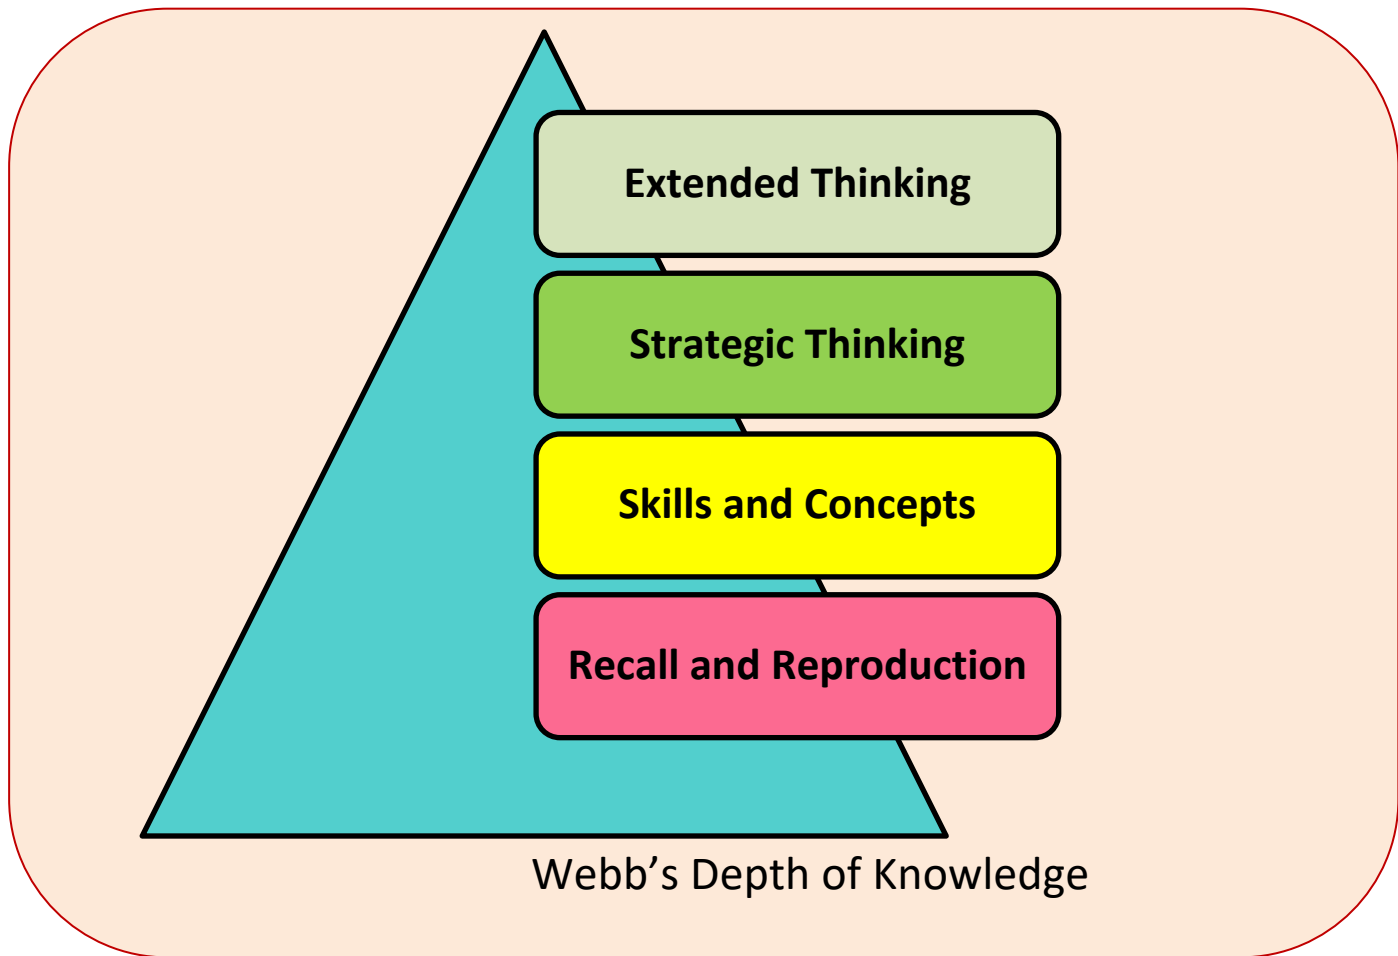 Extended Thinking
Strategic Thinking
Skills and Concepts
Recall and Reproduction
Webb’s Depth of Knowledge